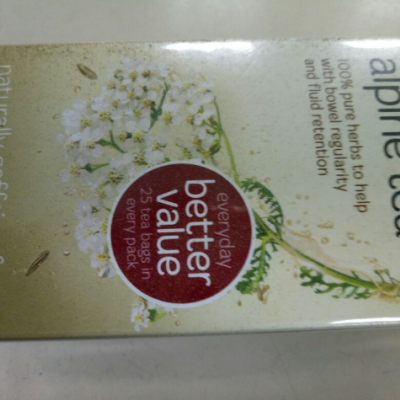 alpine tea
100% pure herbs to help
with bowel regularity
and fluid retention
everyday
better
value
25 tea bags in
every pack
naturally